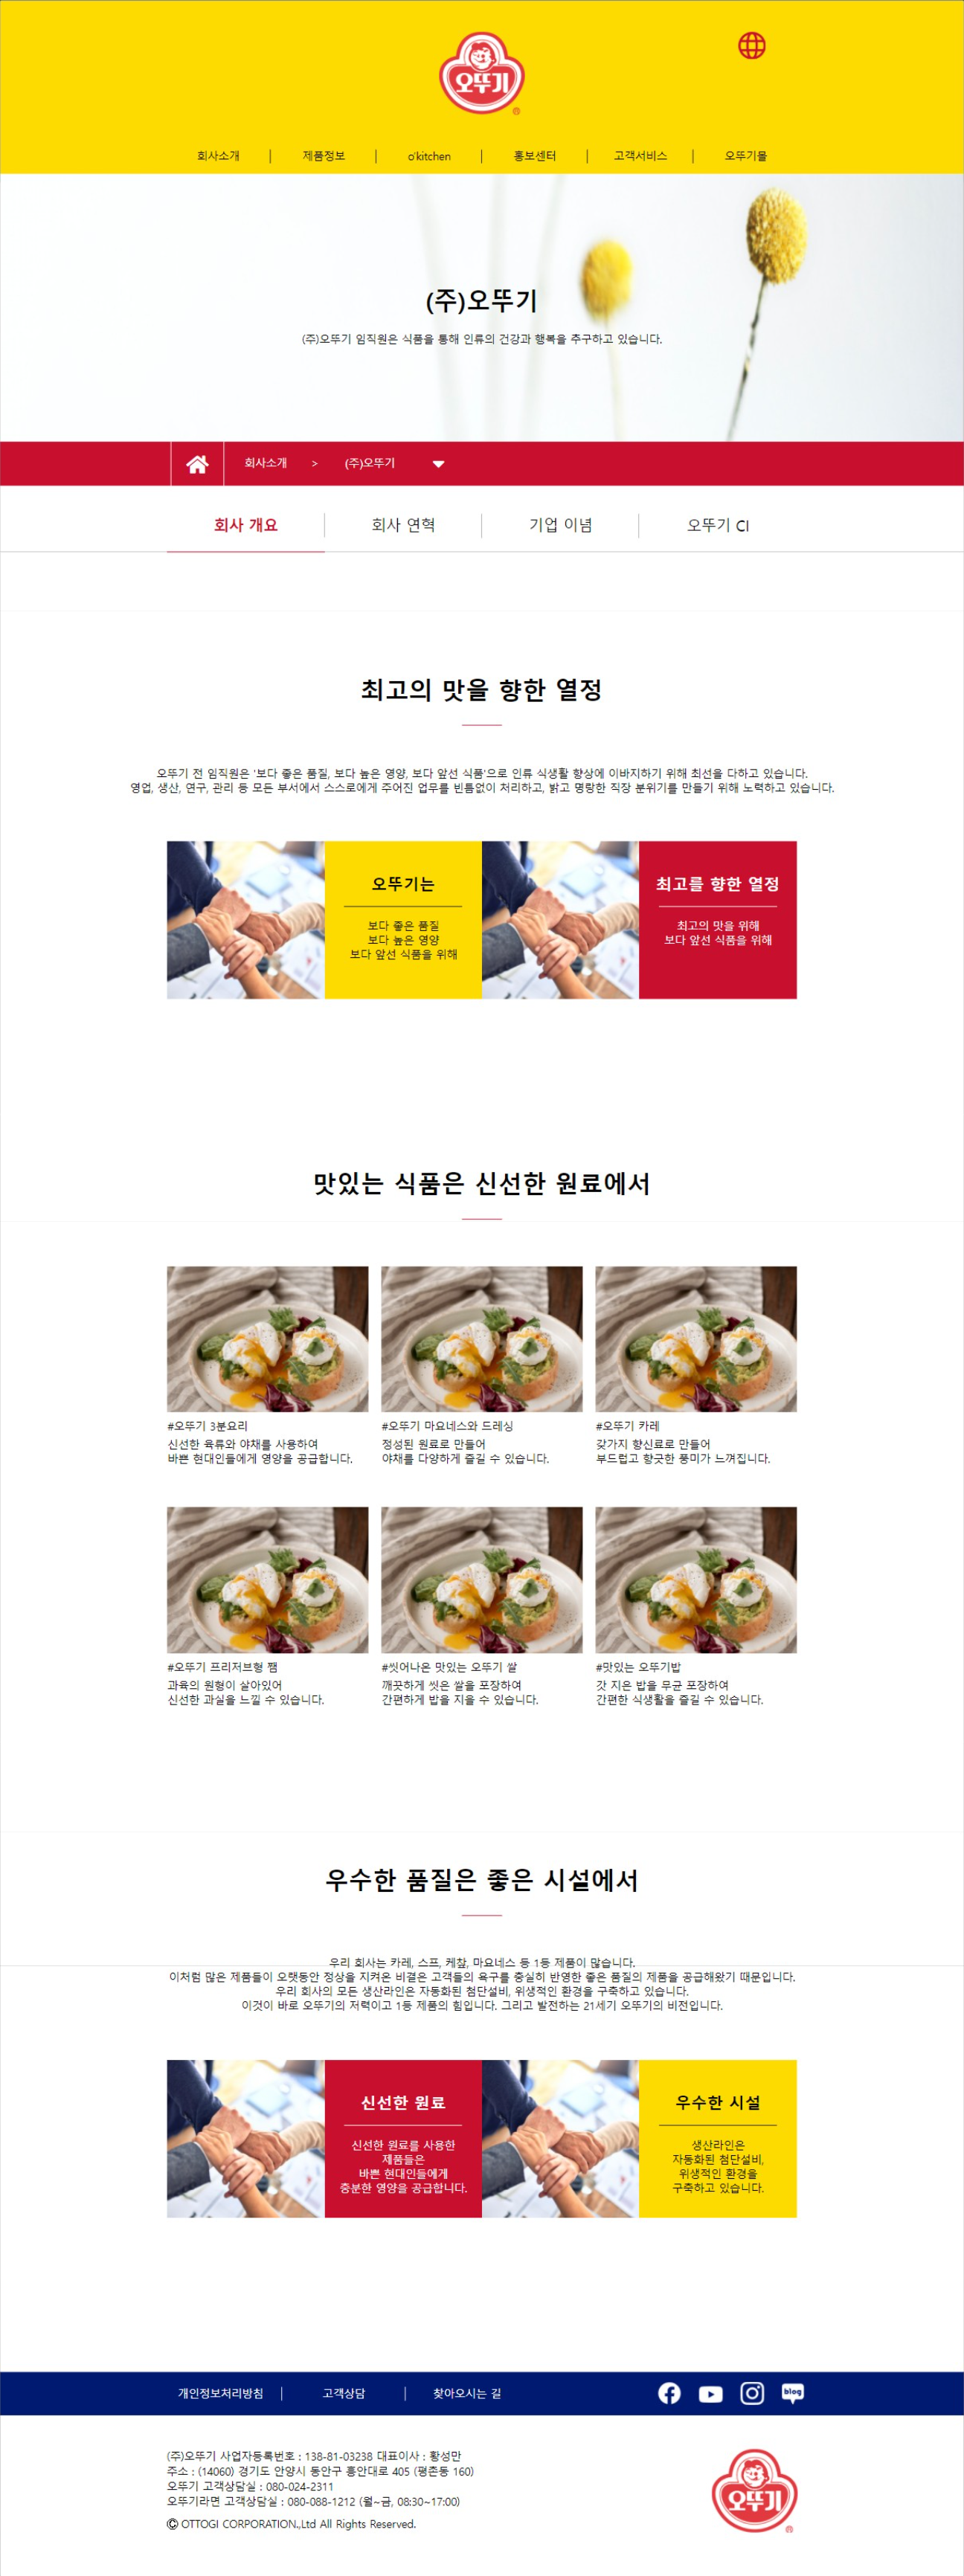 오뚜기
회사소개 제품정보 o'kitchen 홍보센터 고객서비스 오뚜기몰
(주)오뚜기
(주)오뚜기 임직원은 식품을 통해 인류의 건강과 행복을 추구하고 있습니다.
회사소개 > (주)오뚜기
회사 개요 회사 연혁 기업 이념 오뚜기 CI
최고의 맛을 향한 열정
오뚜기 전 임직원은 '보다 좋은 품질, 보다 높은 영양, 보다 앞선 식품'으로 인류 식생활 향상에 이바지하기 위해 최선을 다하고 있습니다.
영업, 생산, 연구, 관리 등 모든 부서에서 스스로에게 주어진 업무를 빈틈없이 처리하고, 밝고 명랑한 직장 분위기를 만들기 위해 노력하고 있습니다.
오뚜기는
보다 좋은 품질
보다 높은 영양
보다 앞선 식품을 위해
최고를 향한 열정
최고의 맛을 위해
보다 앞선 식품을 위해
맛있는 식품은 신선한 원료에서
#오뚜기 3분요리
신선한 육류와 야채를 사용하여
바쁜 현대인들에게 영양을 공급합니다.
#오뚜기 마요네스와 드레싱
정성된 원료로 만들어
야채를 다양하게 즐길 수 있습니다.
#오뚜기 카레
갖가지 향신료로 만들어
부드럽고 향긋한 풍미가 느껴집니다.
#오뚜기 프리저브형 쨈
과육의 원형이 살아있어
신선한 과실을 느낄 수 있습니다.
#씻어나온 맛있는 오뚜기 쌀
깨끗하게 씻은 쌀을 포장하여
간편하게 밥을 지을 수 있습니다.
#맛있는 오뚜기밥
갓 지은 밥을 무균 포장하여
간편한 식생활을 즐길 수 있습니다.
우수한 품질은 좋은 시설에서
우리 회사는 카레, 스프, 케챂, 마요네스 등 1등 제품이 많습니다.
이처럼 많은 제품들이 오랫동안 정상을 지켜온 비결은 고객들의 욕구를 충실히 반영한 좋은 품질의 제품을 공급해왔기 때문입니다.
우리 회사의 모든 생산라인은 자동화된 첨단설비, 위생적인 환경을 구축하고 있습니다.
이것이 바로 오뚜기의 저력이고 1등 제품의 힘입니다. 그리고 발전하는 21세기 오뚜기의 비전입니다.
신선한 원료
신선한 원료를 사용한
제품들은
바쁜 현대인들에게
충분한 영양을 공급합니다.
우수한 시설
생산라인은
자동화된 첨단설비,
위생적인 환경을
구축하고 있습니다.
개인정보처리방침 고객상담 찾아오시는 길 blog
(주)오뚜기 사업자등록번호 : 138-81-03238 대표이사 : 황성만
주소 : (14060) 경기도 안양시 동안구 흥안대로 405 (평촌동 160)
오뚜기 고객상담실 : 080-024-2311
오뚜기라면 고객상담실 : 080-088-1212 (월~금, 08:30~17:00)
© OTTOGI CORPORATION.,Ltd All Rights Reserved.
오뚜기